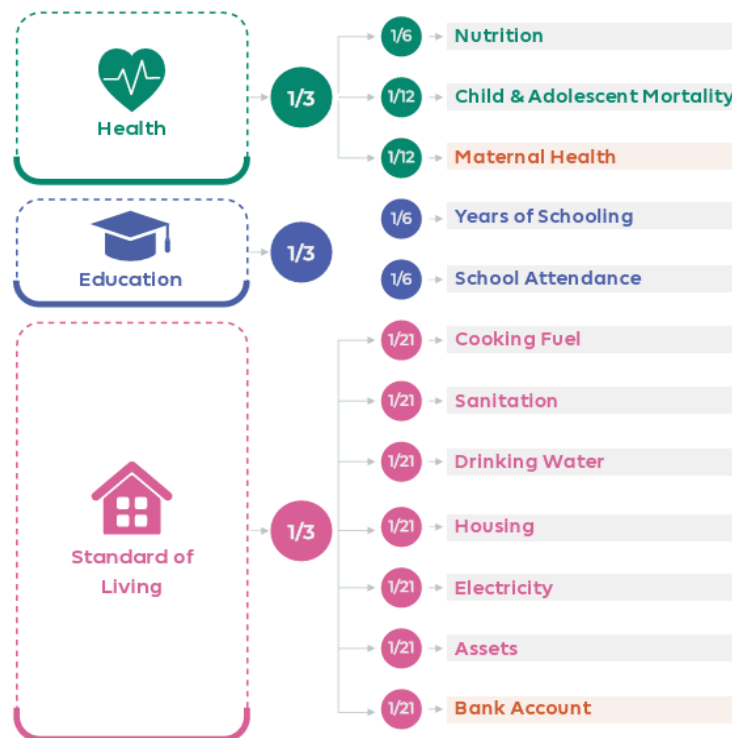 Health
1/3
1/6 Nutrition
1/12 Child & Adolescent Mortality
1/12 Maternal Health
Education
1/3
1/6 Years of Schooling
1/6 School Attendance
Standard of
Living
1/3
1/21 Cooking Fuel
1/21 Sanitation
1/21 Drinking Water
1/21 Housing
1/21 Electricity
1/21 Assets
1/21 Bank Account